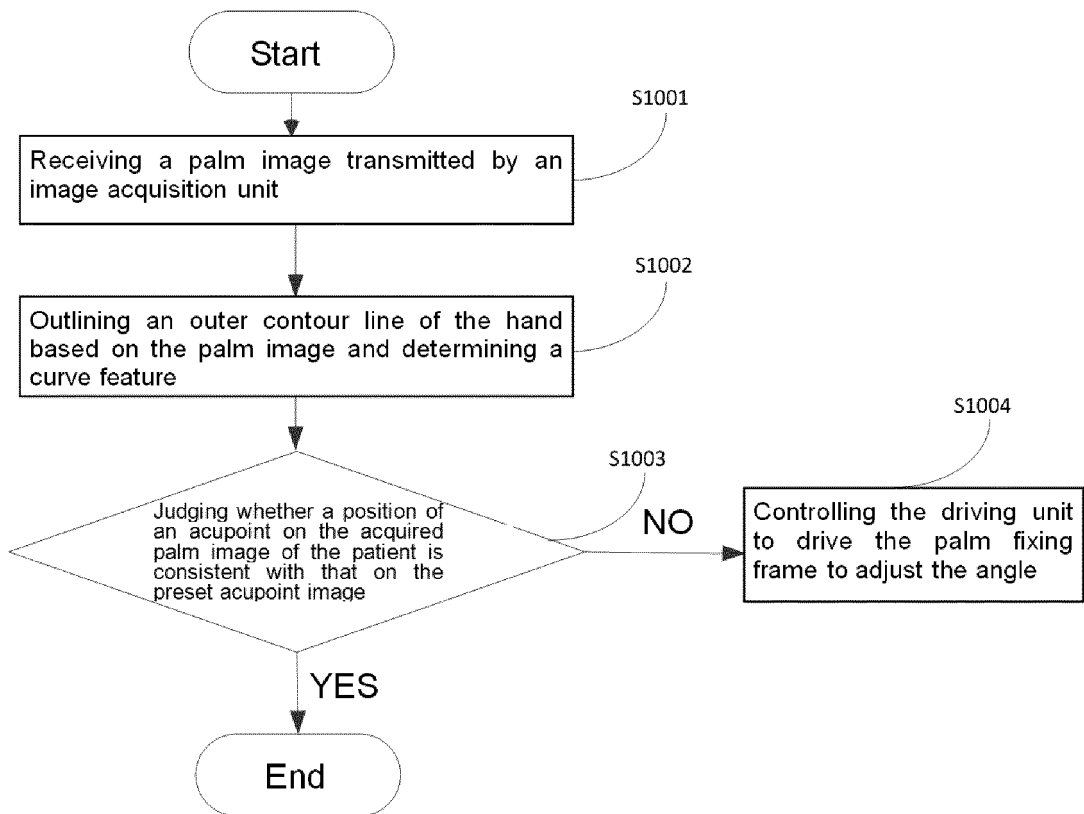 Start
S1001
Receiving a palm image transmitted by an
image acquisition unit
S1002
Outlining an outer contour line of the hand
based on the palm image and determining a
curve feature
S1003
Judging whether a position of
an acupoint on the acquired
palm image of the patient is
consistent with that on the
preset acupoint image
NO
S1004
Controlling the driving unit
to drive the palm fixing
frame to adjust the angle
YES
End